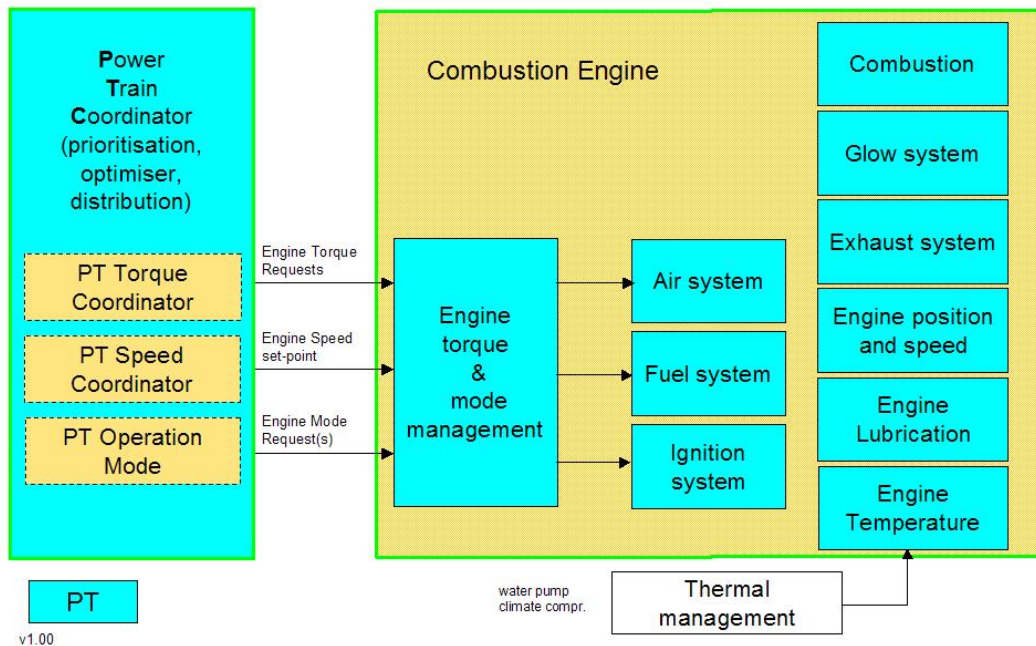 Power
Train
Coordinator
(prioritisation,
optimiser,
distribution)
PT Torque
Coordinator
PT Speed
Coordinator
PT Operation
Mode
Engine Torque
Requests
Engine Speed
set-point
Engine Mode
Request(s)
Combustion Engine
Engine
torque
&
mode
management
Air system
Fuel system
Ignition
system
Combustion
Glow system
Exhaust system
Engine position
and speed
Engine
Lubrication
Engine
Temperature
water pump
climate compr.
Thermal
management
PT
v1.00